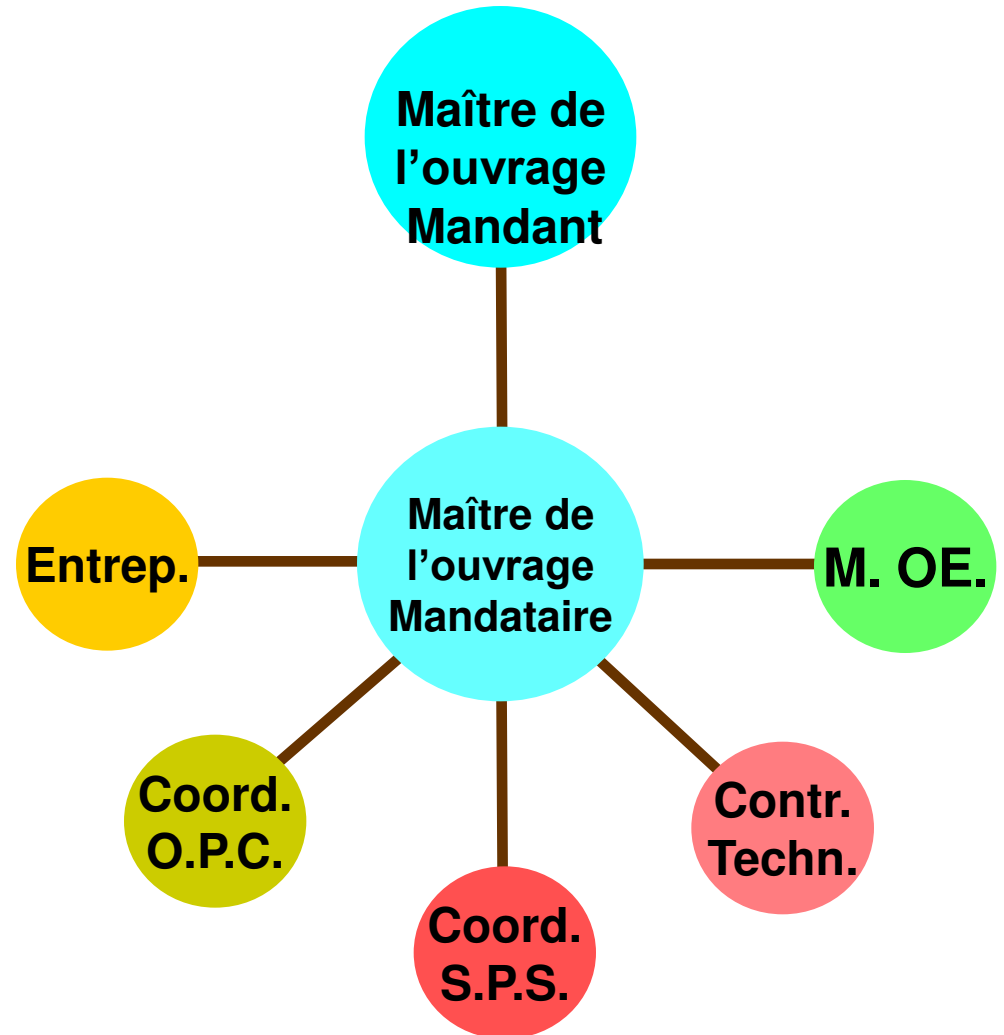 Maître de
l’ouvrage
Mandant
Maître de
l’ouvrage
Mandataire
Entrep.
M. OE.
Coord.
O.P.C.
Contr.
Techn.
Coord.
S.P.S.